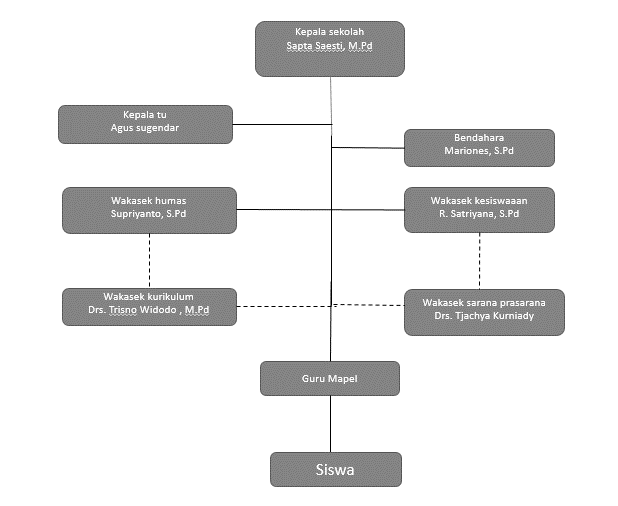 Kepala sekolah
Sapta Saesti, M.Pd
Kepala tu
Agus sugendar
Bendahara
Mariones, S.Pd
Wakasek humas
Supriyanto, S.Pd
Wakasek kesiswaaan
R. Satriyana, S.Pd
Wakasek kurikulum
Drs. Trisno Widodo , M.Pd
Wakasek sarana prasarana
Drs. Tjachya Kurniady
Guru Mapel
Siswa